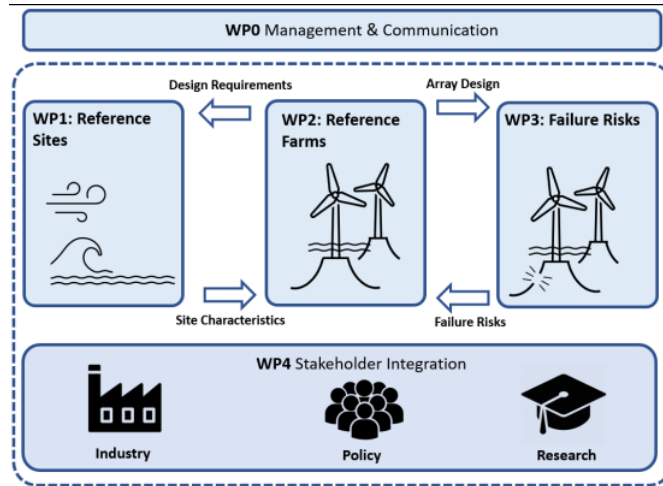 WP0 Management & Communication
Design Requirements
Array Design
WP1: Reference
Sites
WP2: Reference
Farms
WP3: Failure Risks
Site Characteristics
Failure Risks
WP4 Stakeholder Integration
Industry
Policy
Research